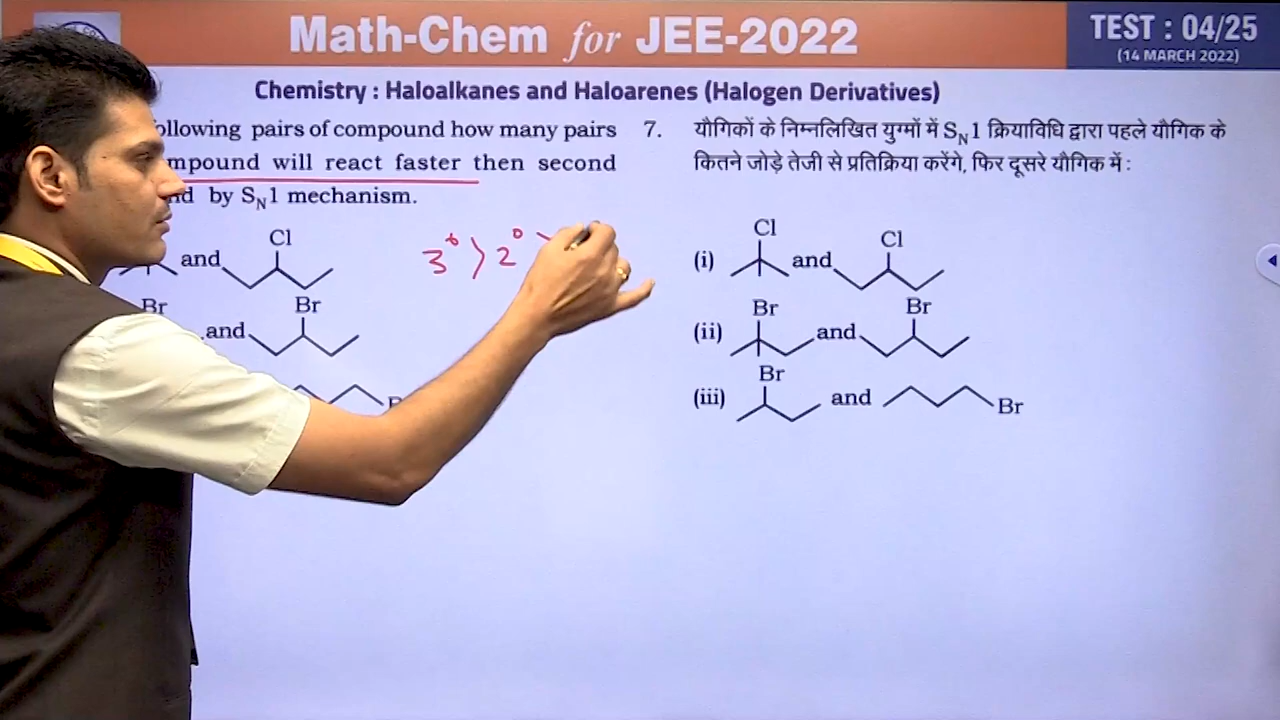 Math-Chem for JEE-2022
TEST : 04/25
(14 MARCH 2022)
Chemistry : Haloalkanes and Haloarenes (Halogen Derivatives)
pairs of compound how many pairs
will react faster then second
by SN1 mechanism.
Cl
and
3° > 2° >
Br
Br
and
7. यौगिकों के निम्नलिखित युग्मों में SN1 क्रियाविधि द्वारा पहले यौगिक के
कितने जोड़े तेजी से प्रतिक्रिया करेंगे, फिर दूसरे यौगिक में :
Cl
Cl
(i) and
Br
Br
(ii) and
Br
(iii) and
Br